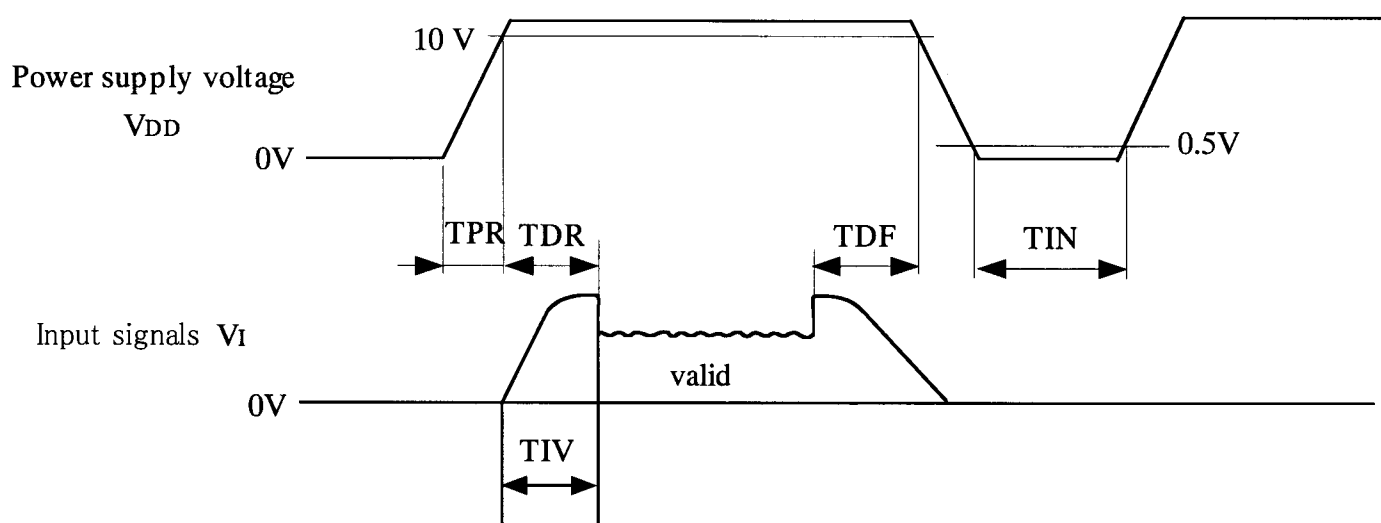 10 V
Power supply voltage
VDD
0V
0.5V
TPR
TDR
TDF
TIN
Input signals VI
valid
0V
TIV